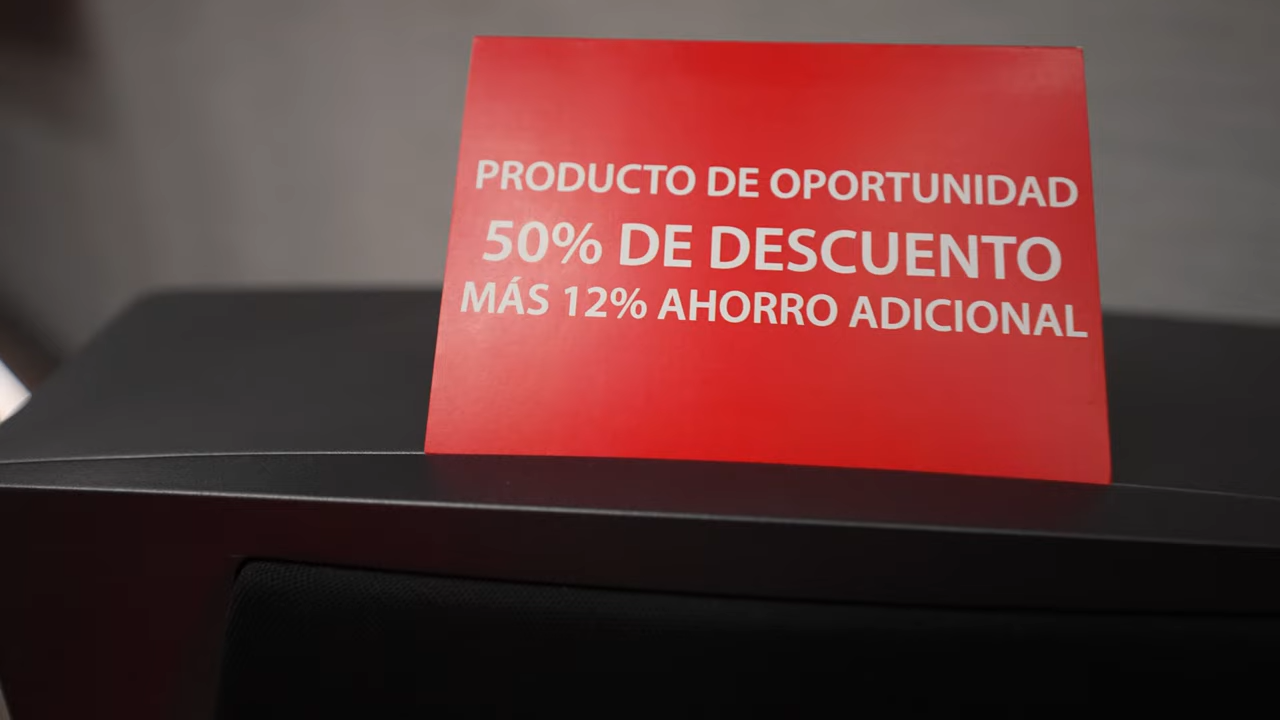 PRODUCTO DE OPORTUNIDAD
50% DE DESCUENTO
MÁS 12% AHORRO ADICIONAL